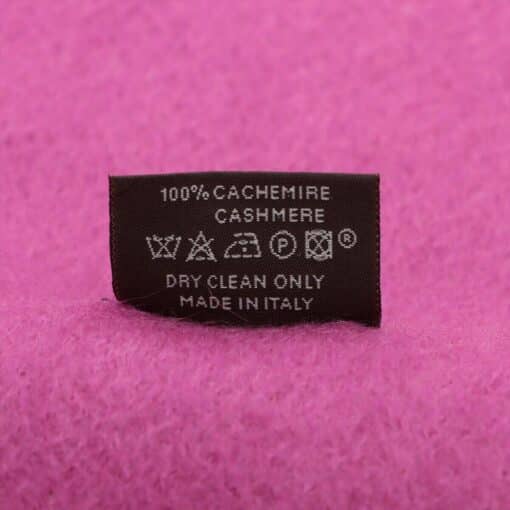 100% CACHEMIRE
CASHMERE
P ®
DRY CLEAN ONLY
MADE IN ITALY